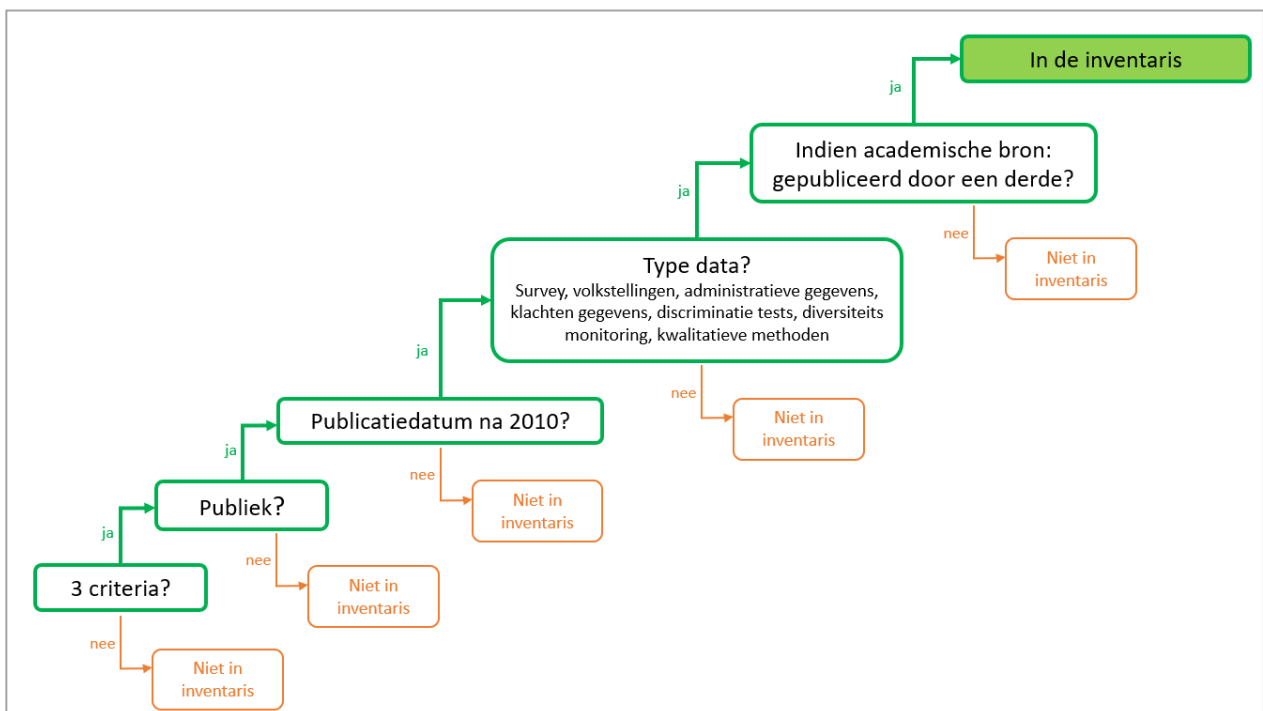 In de inventaris
ja
Indien academische bron:
gepubliceerd door een derde?
ja
nee
Niet in
inventaris
Type data?
Survey, volkstellingen, administratieve gegevens,
klachten gegevens, discriminatie tests, diversiteits
monitoring, kwalitatieve methoden
ja
nee
Niet in
inventaris
Publicatiedatum na 2010?
ja
nee
Niet in
inventaris
Publiek?
ja
nee
Niet in
inventaris
3 criteria?
nee
Niet in
inventaris